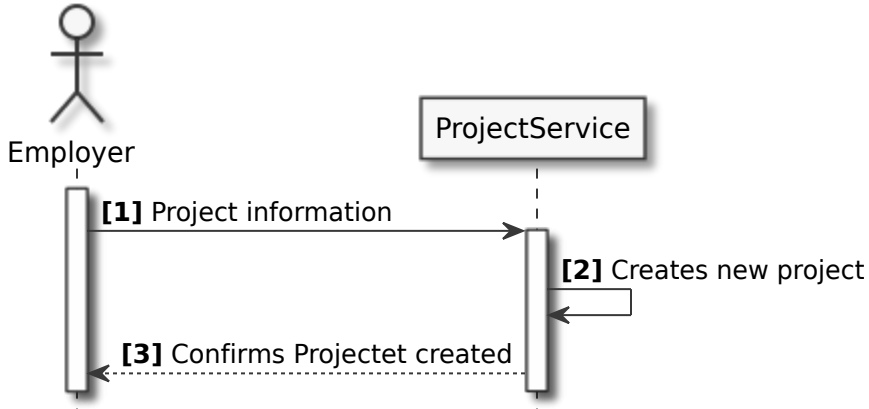 Employer
ProjectService
[1] Project information
[2] Creates new project
[3] Confirms Projectet created